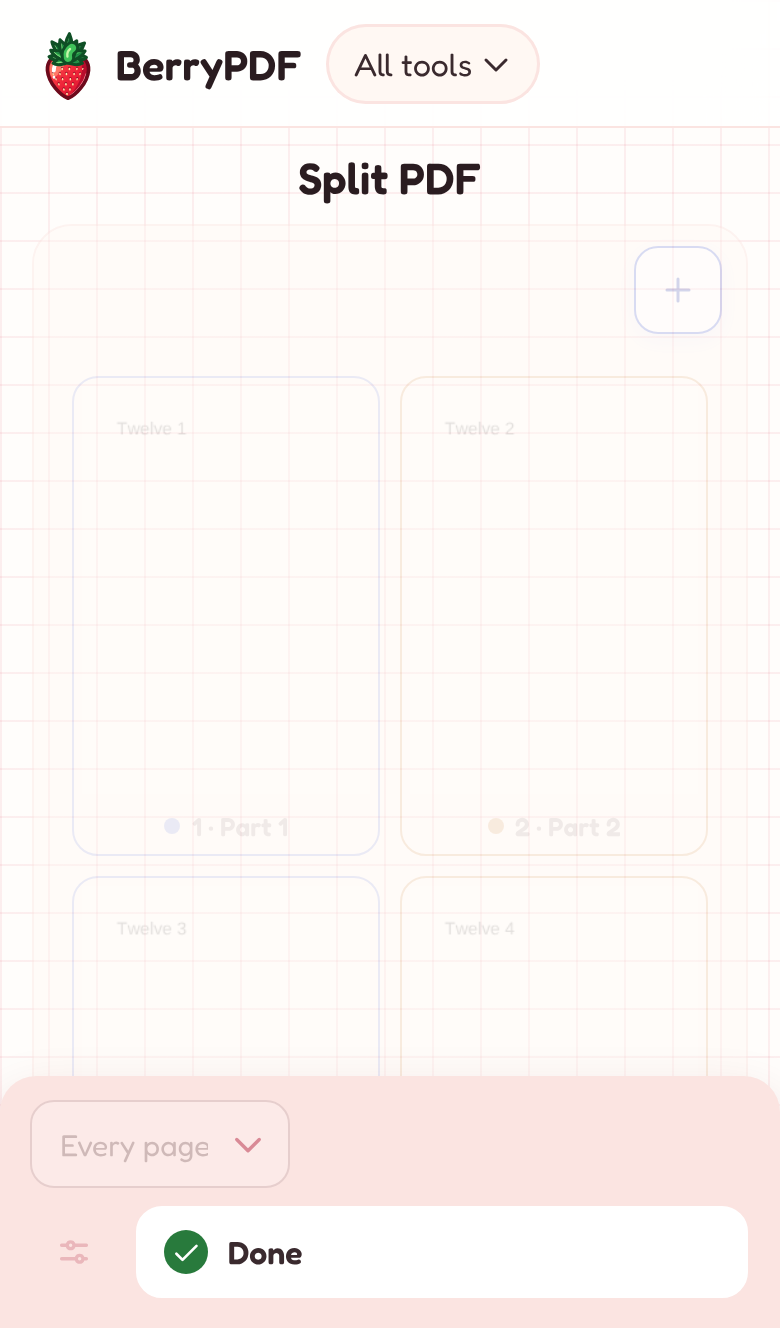 BerryPDF
All tools
Split PDF
Twelve 1
Twelve 2
1 · Part 1
2 · Part 2
Twelve 3
Twelve 4
Every page
Done